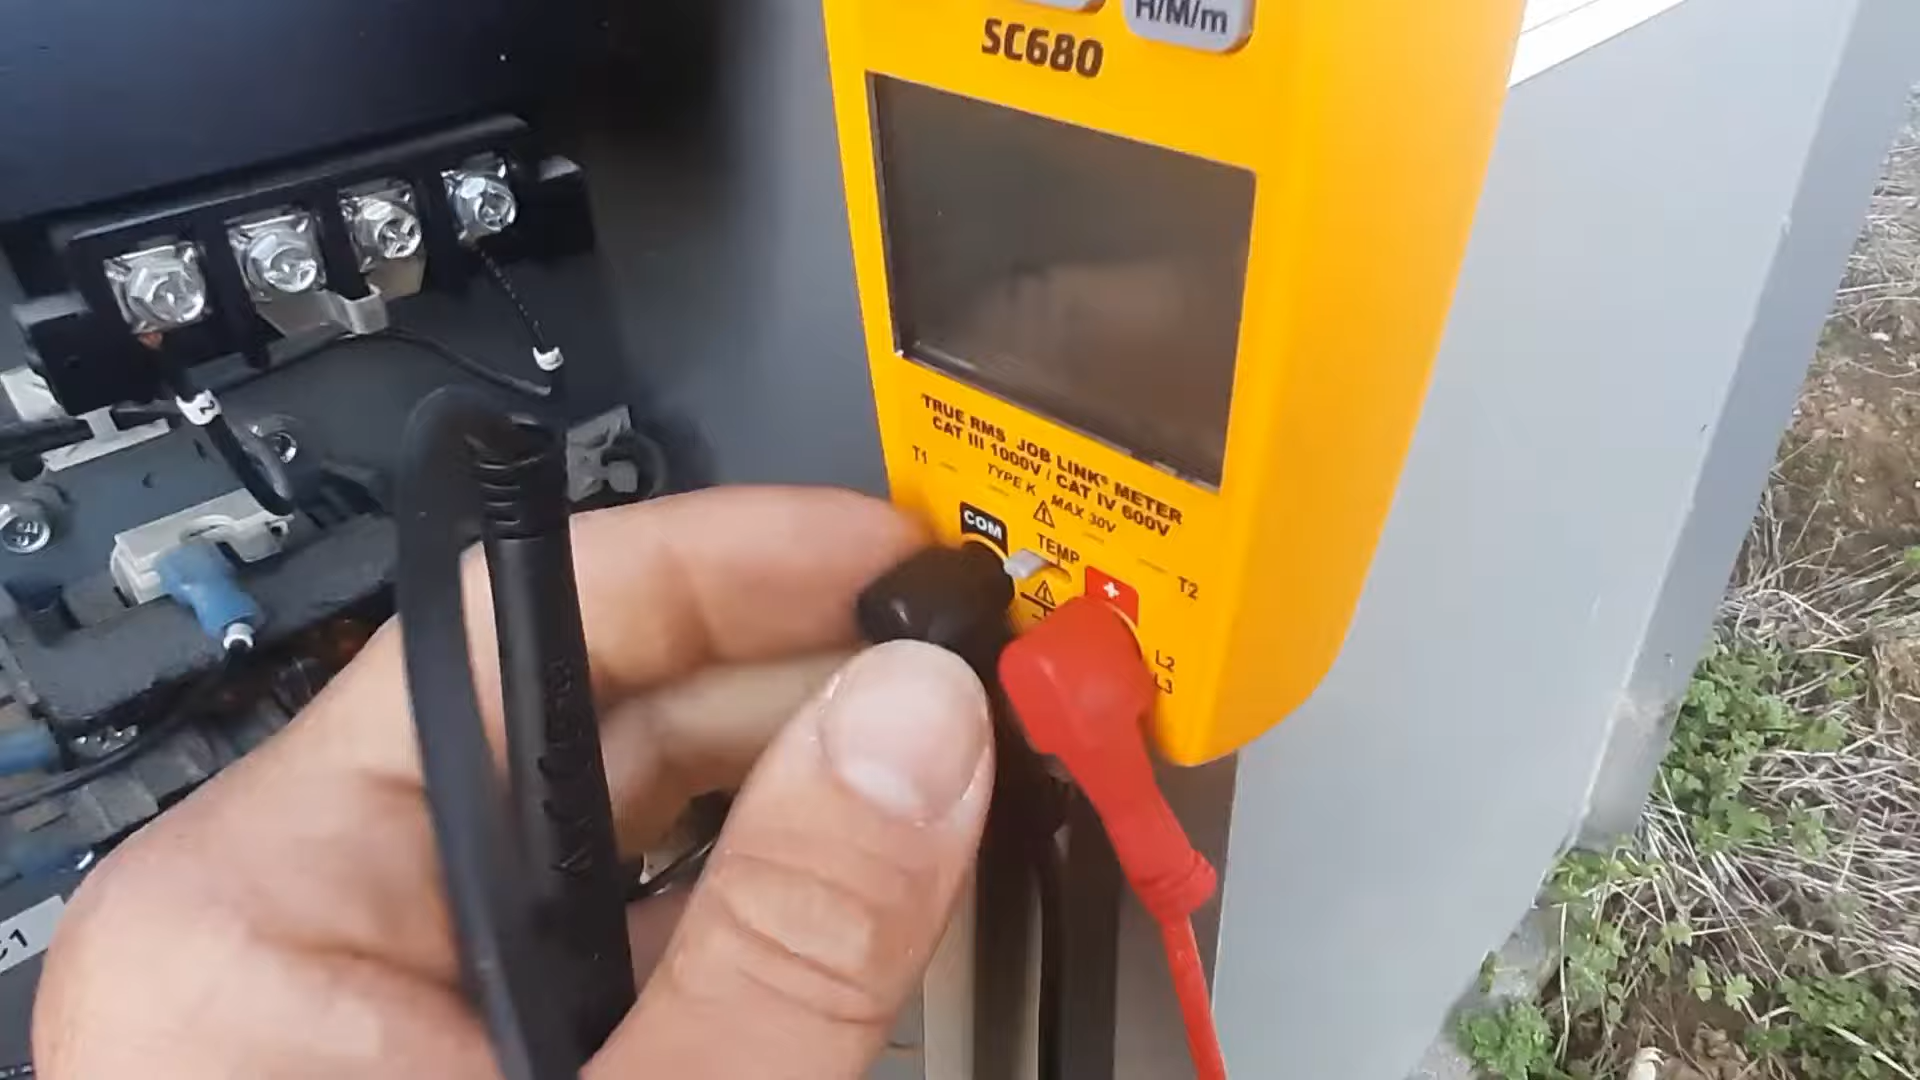 H/M/m
SC680
TRUE RMS JOB LINK® METER
CAT III 1000V / CAT IV 600V
T1
TYPE K
MAX 30V
COM
TEMP
+
T2
L2
L3
2
C1